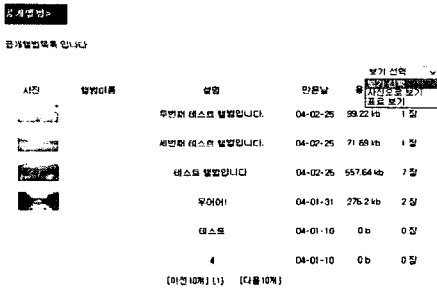 공개앨범>
공개앨범목록 입니다
보기 선택
보기 선택
사진으로 보기
표로 보기
사진 앨범이름 설명 만든날 용
두번째 테스트 앨범입니다. 04-02-25 99.22 kb 1 장
세번째 테스트 앨범입니다. 04-02-25 71.69 kb 1 장
테스트 앨범입니다 04-02-25 557.64 kb 7 장
우어어! 04-01-31 276.2 kb 2 장
테스트 04-01-10 0 b 0 장
4 04-01-10 0 b 0 장
[이전10개] [1] [다음10개]